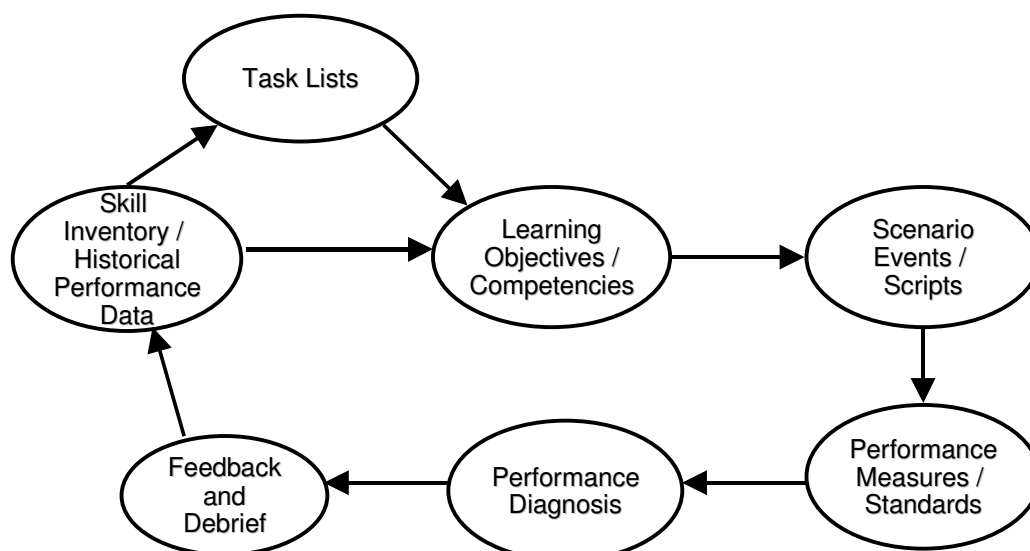 Task Lists
Skill
Inventory /
Historical
Performance
Data
Learning
Objectives /
Competencies
Scenario
Events /
Scripts
Performance
Measures /
Standards
Performance
Diagnosis
Feedback
and
Debrief